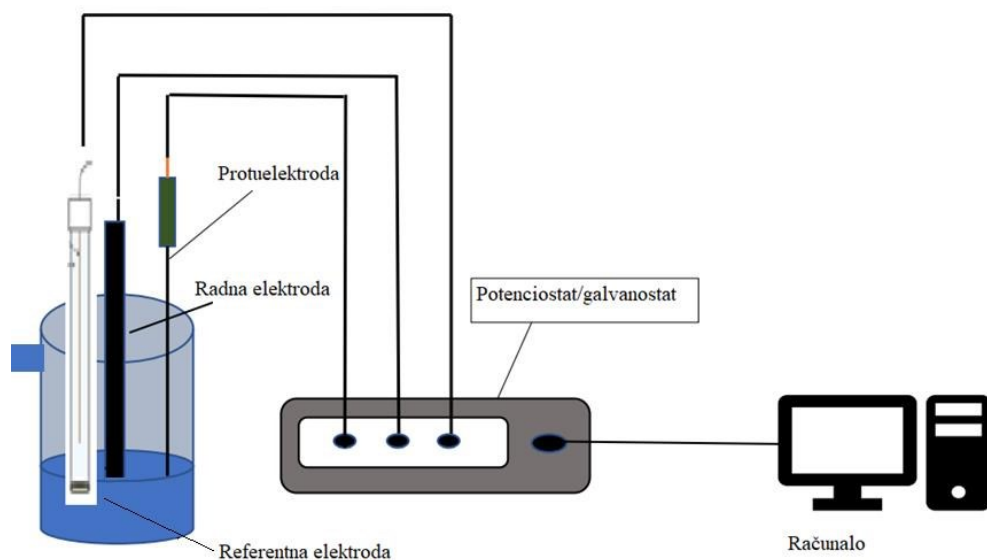 Protuelektroda
Radna elektroda
Potenciostat/galvanostat
Referentna elektroda
Računalo